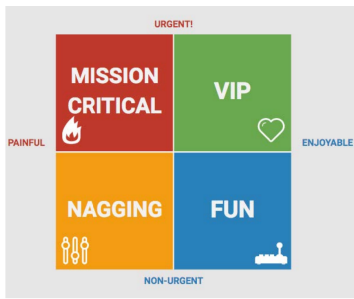 URGENT!
MISSION
CRITICAL
VIP
PAINFUL
ENJOYABLE
NAGGING
FUN
NON-URGENT